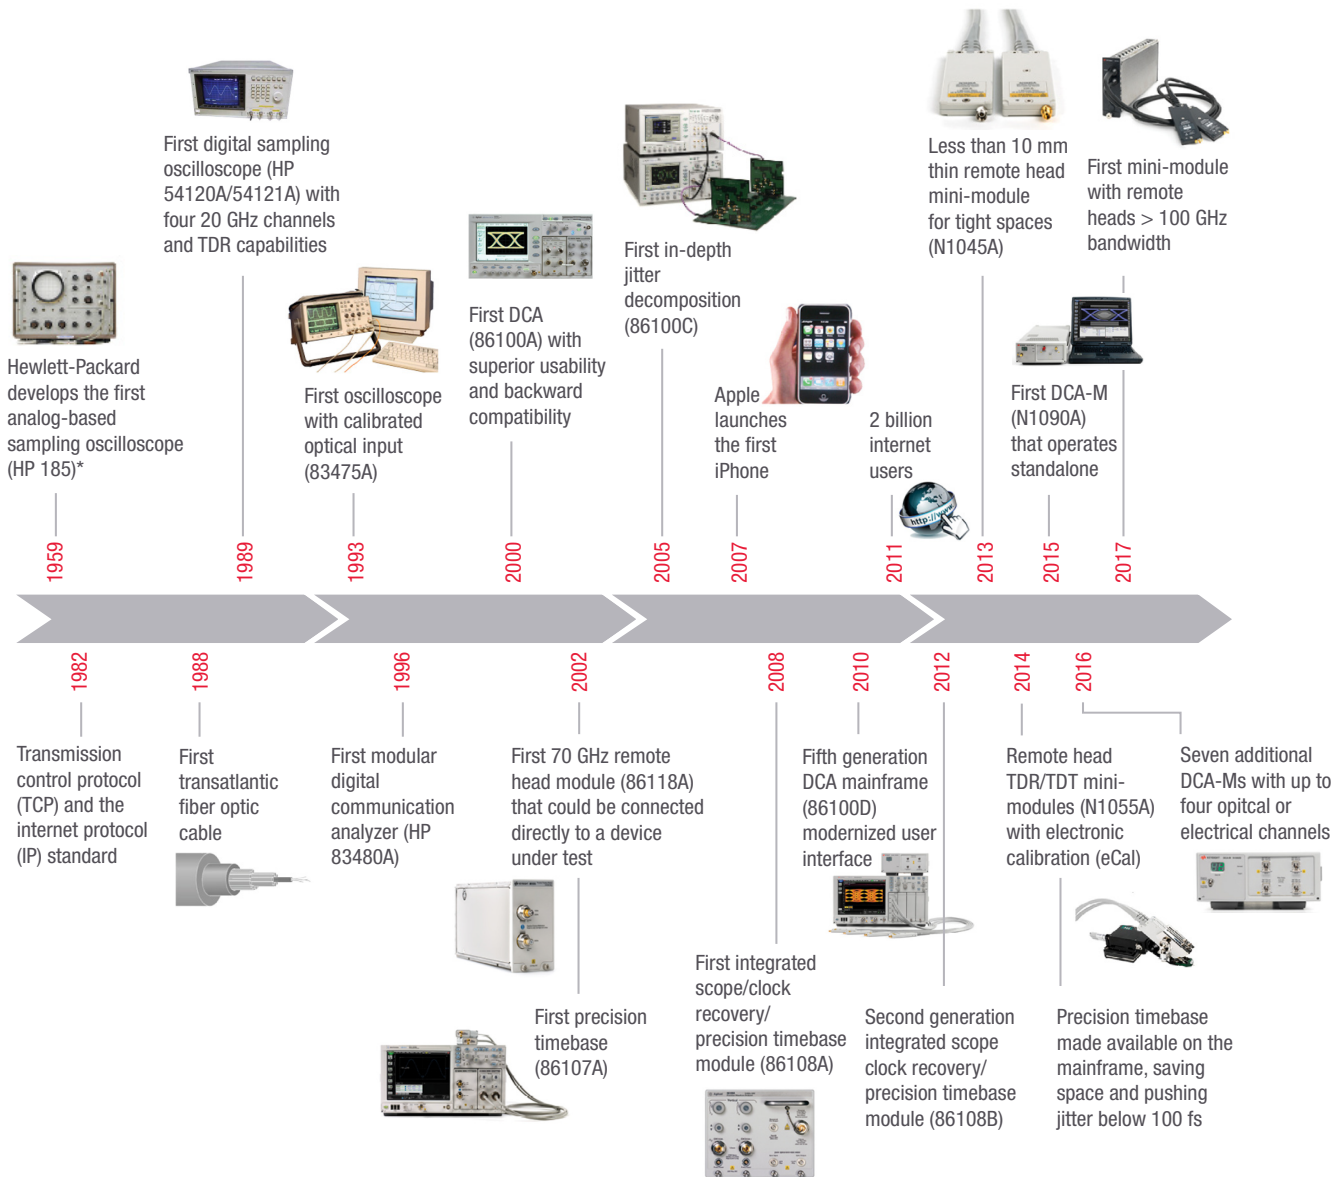 First digital sampling
oscilloscope (HP
54120A/54121A) with
four 20 GHz channels
and TDR capabilities
Less than 10 mm
thin remote head
mini-module
for tight spaces
(N1045A)
First mini-module
with remote
heads > 100 GHz
bandwidth
First in-depth
jitter
decomposition
(86100C)
First DCA
(86100A) with
superior usability
and backward
compatibility
Hewlett-Packard
develops the first
analog-based
sampling oscilloscope
(HP 185)*
First oscilloscope
with calibrated
optical input
(83475A)
Apple
launches
the first
iPhone
2 billion
internet
users
http://www.
First DCA-M
(N1090A)
that operates
standalone
1959
1989
1993
2000
2005
2007
2011
2013
2015
2017
1982
1988
1996
2002
2008
2010
2012
2014
2016
Transmission
control protocol
(TCP) and the
internet protocol
(IP) standard
First
transatlantic
fiber optic
cable
First modular
digital
communication
analyzer (HP
83480A)
First 70 GHz remote
head module (86118A)
that could be connected
directly to a device
under test
Fifth generation
DCA mainframe
(86100D)
modernized user
interface
Remote head
TDR/TDT mini-
modules (N1055A)
with electronic
calibration (eCal)
Seven additional
DCA-Ms with up to
four opitcal or
electrical channels
First precision
timebase
(86107A)
First integrated
scope/clock
recovery/
precision timebase
module (86108A)
Second generation
integrated scope
clock recovery/
precision timebase
module (86108B)
Precision timebase
made available on the
mainframe, saving
space and pushing
jitter below 100 fs